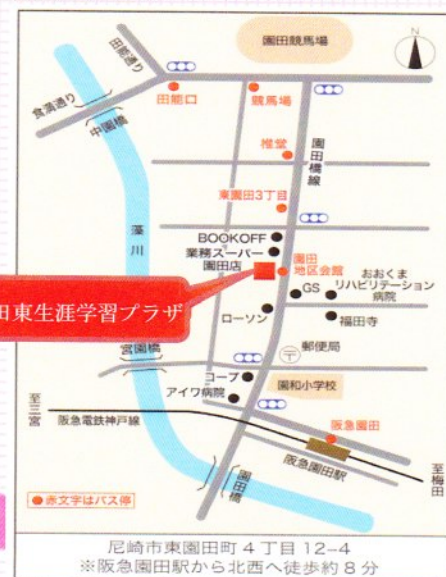 園田競馬場
N
田能通り
食満通り
中園橋
田能口
競馬場
椎堂
園田橋線
東園田3丁目
藻川
BOOKOFF
業務スーパー
園田店
園田
地区会館
おおくま
リハビリテーション
病院
GS
田東生涯学習プラザ
ローソン
福田寺
宮園橋
〒
郵便局
コープ
アイワ病院
園和小学校
至三宮
阪急電鉄神戸線
阪急園田
阪急園田駅
至梅田
園田橋
●赤文字はバス停
尼崎市東園田町4丁目12-4
※阪急園田駅から北西へ徒歩約8分